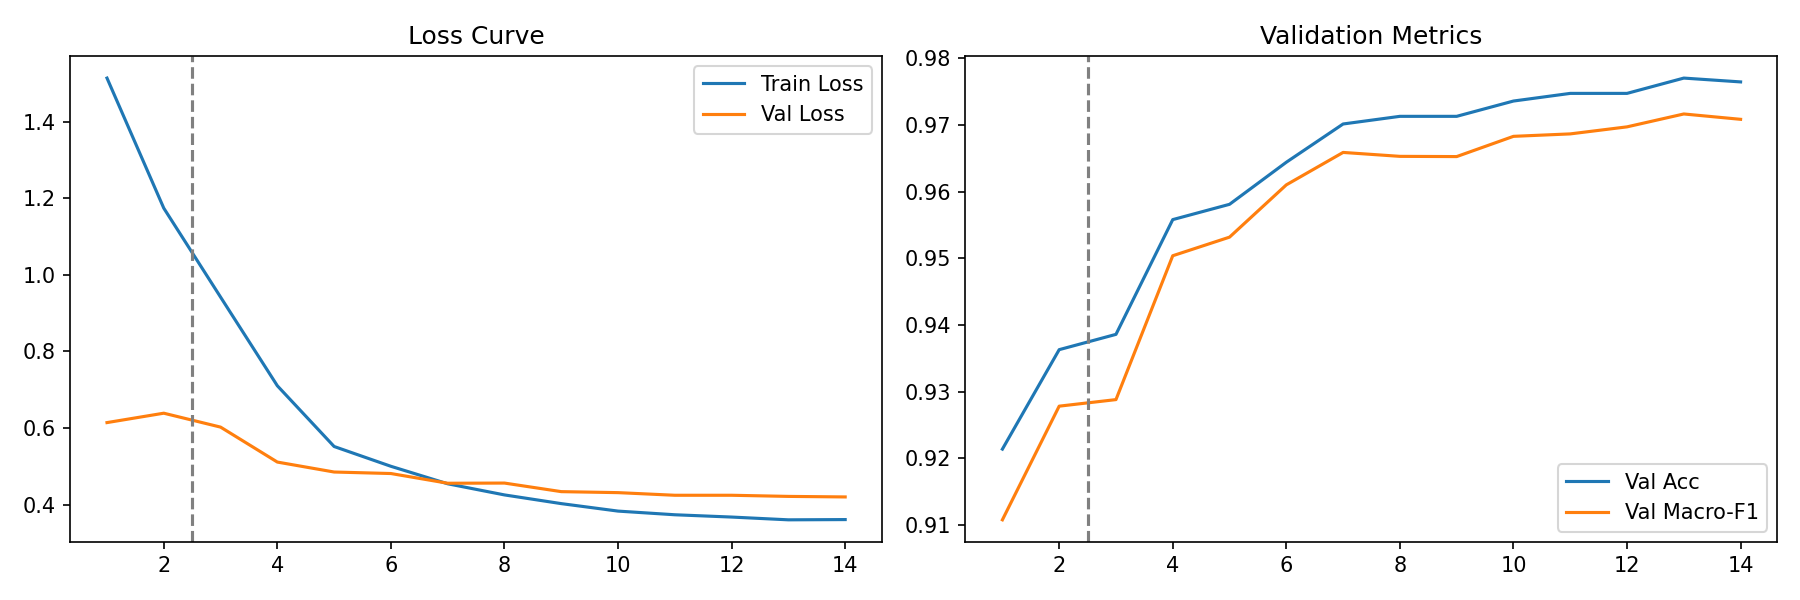 Loss Curve
Train Loss
Val Loss
1.4
1.2
1.0
0.8
0.6
0.4
2 4 6 8 10 12 14
Validation Metrics
0.98
0.97
0.96
0.95
0.94
0.93
0.92
0.91
Val Acc
Val Macro-F1
2 4 6 8 10 12 14